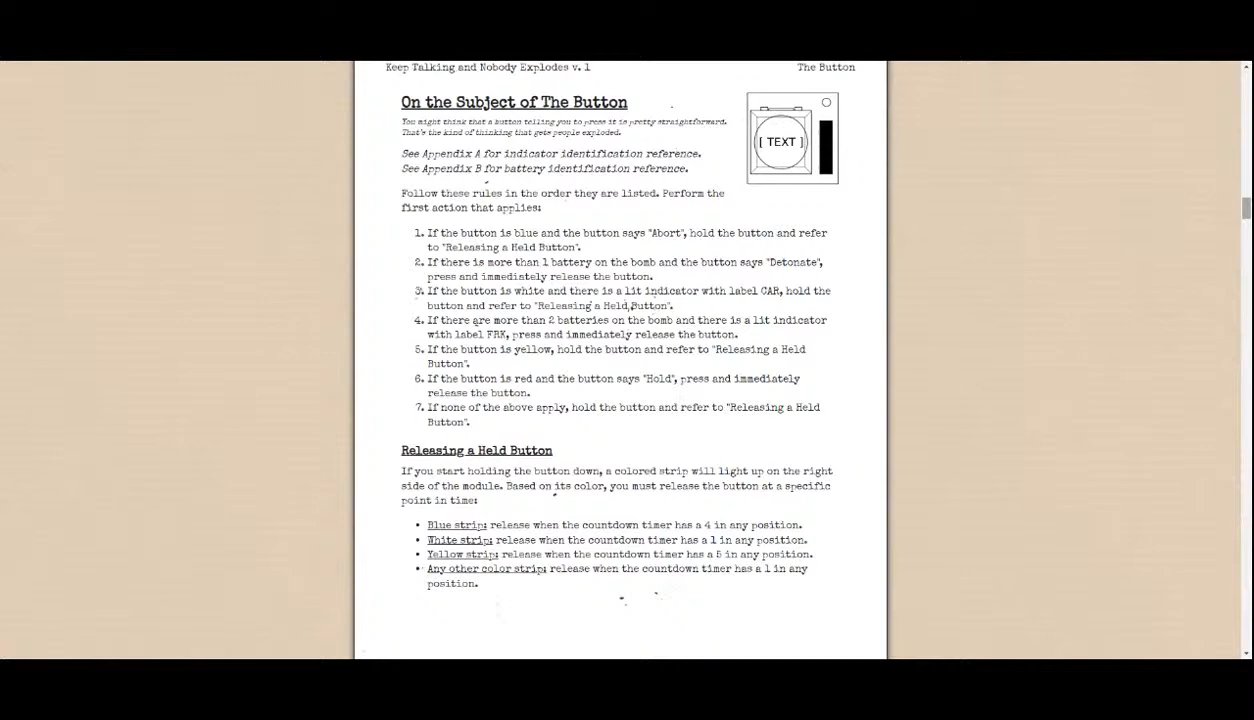 Keep Talking and Nobody Explodes v. 1
The Button
On the Subject of The Button
You might think that a button telling you to press it is pretty straightforward.
That's the kind of thinking that gets people exploded.
See Appendix A for indicator identification reference.
See Appendix B for battery identification reference.
[ TEXT ]
Follow these rules in the order they are listed. Perform the
first action that applies:
1. If the button is blue and the button says "Abort", hold the button and refer
to "Releasing a Held Button".
2. If there is more than 1 battery on the bomb and the button says "Detonate",
press and immediately release the button.
3. If the button is white and there is a lit indicator with label CAR, hold the
button and refer to "Releasing a Held Button".
4. If there are more than 2 batteries on the bomb and there is a lit indicator
with label FRK, press and immediately release the button.
5. If the button is yellow, hold the button and refer to "Releasing a Held
Button".
6. If the button is red and the button says "Hold", press and immediately
release the button.
7. If none of the above apply, hold the button and refer to "Releasing a Held
Button".
Releasing a Held Button
If you start holding the button down, a colored strip will light up on the right
side of the module. Based on its color, you must release the button at a specific
point in time:
• Blue strip: release when the countdown timer has a 4 in any position.
• White strip: release when the countdown timer has a 1 in any position.
• Yellow strip: release when the countdown timer has a 5 in any position.
• Any other color strip: release when the countdown timer has a 1 in any
position.